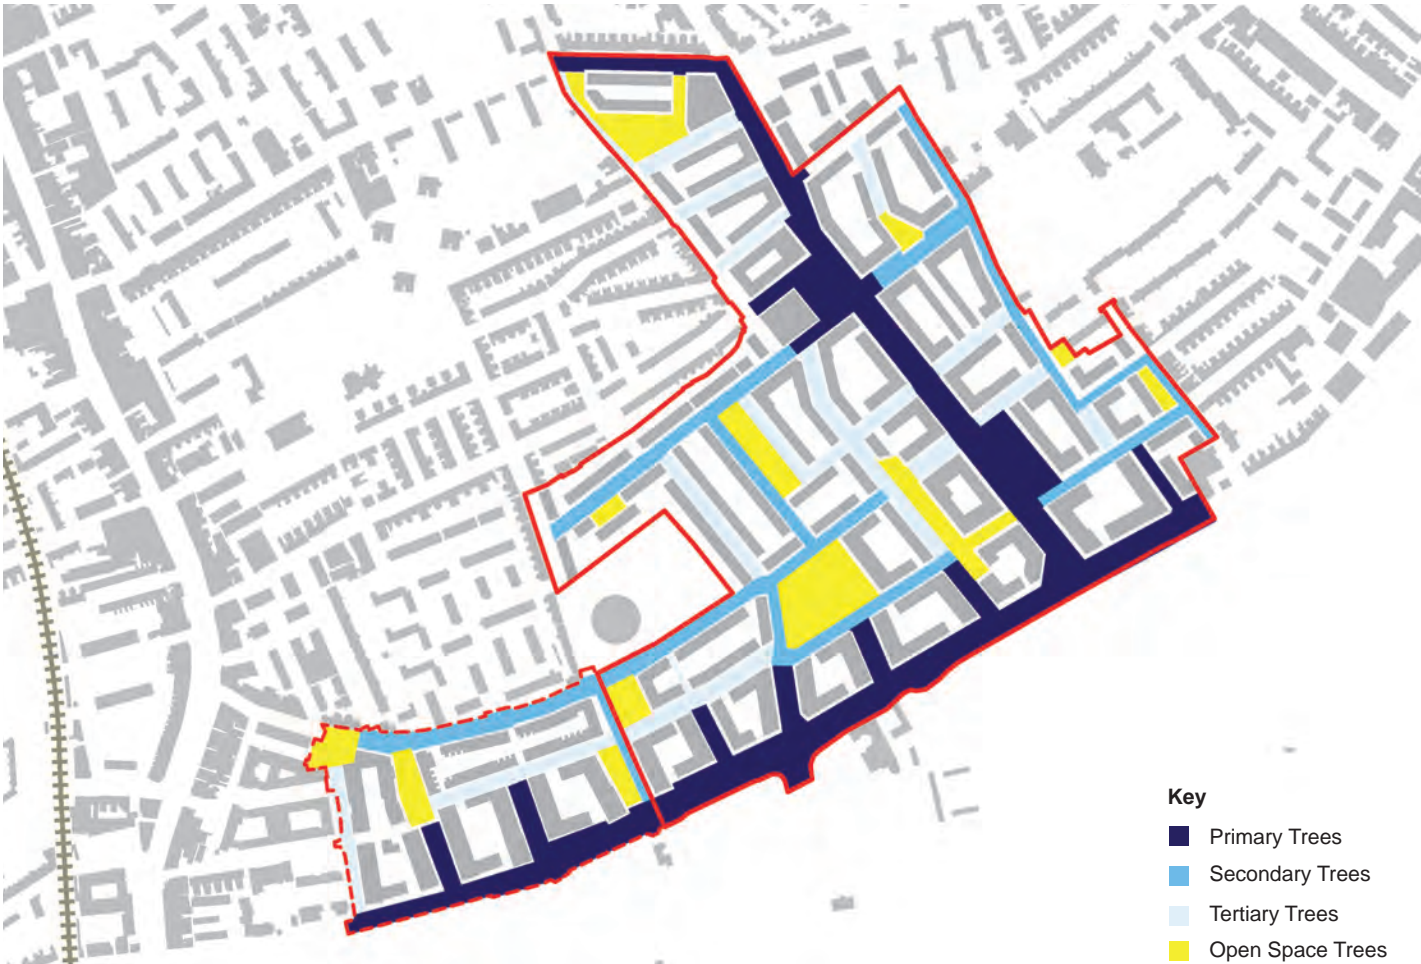 Key
Primary Trees
Secondary Trees
Tertiary Trees
Open Space Trees